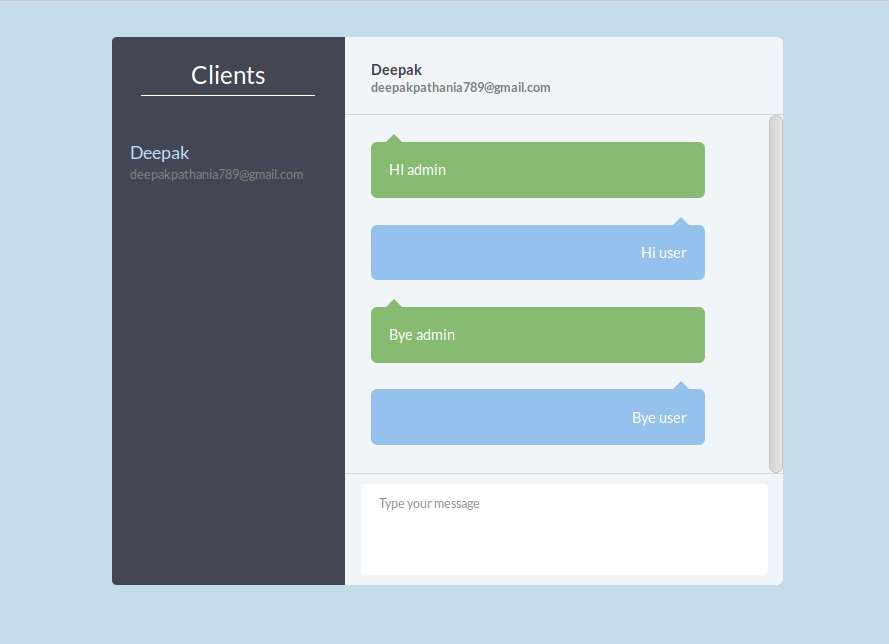 Clients
Deepak
deepakpathania789@gmail.com
Deepak
deepakpathania789@gmail.com
HI admin
Hi user
Bye admin
Bye user
Type your message